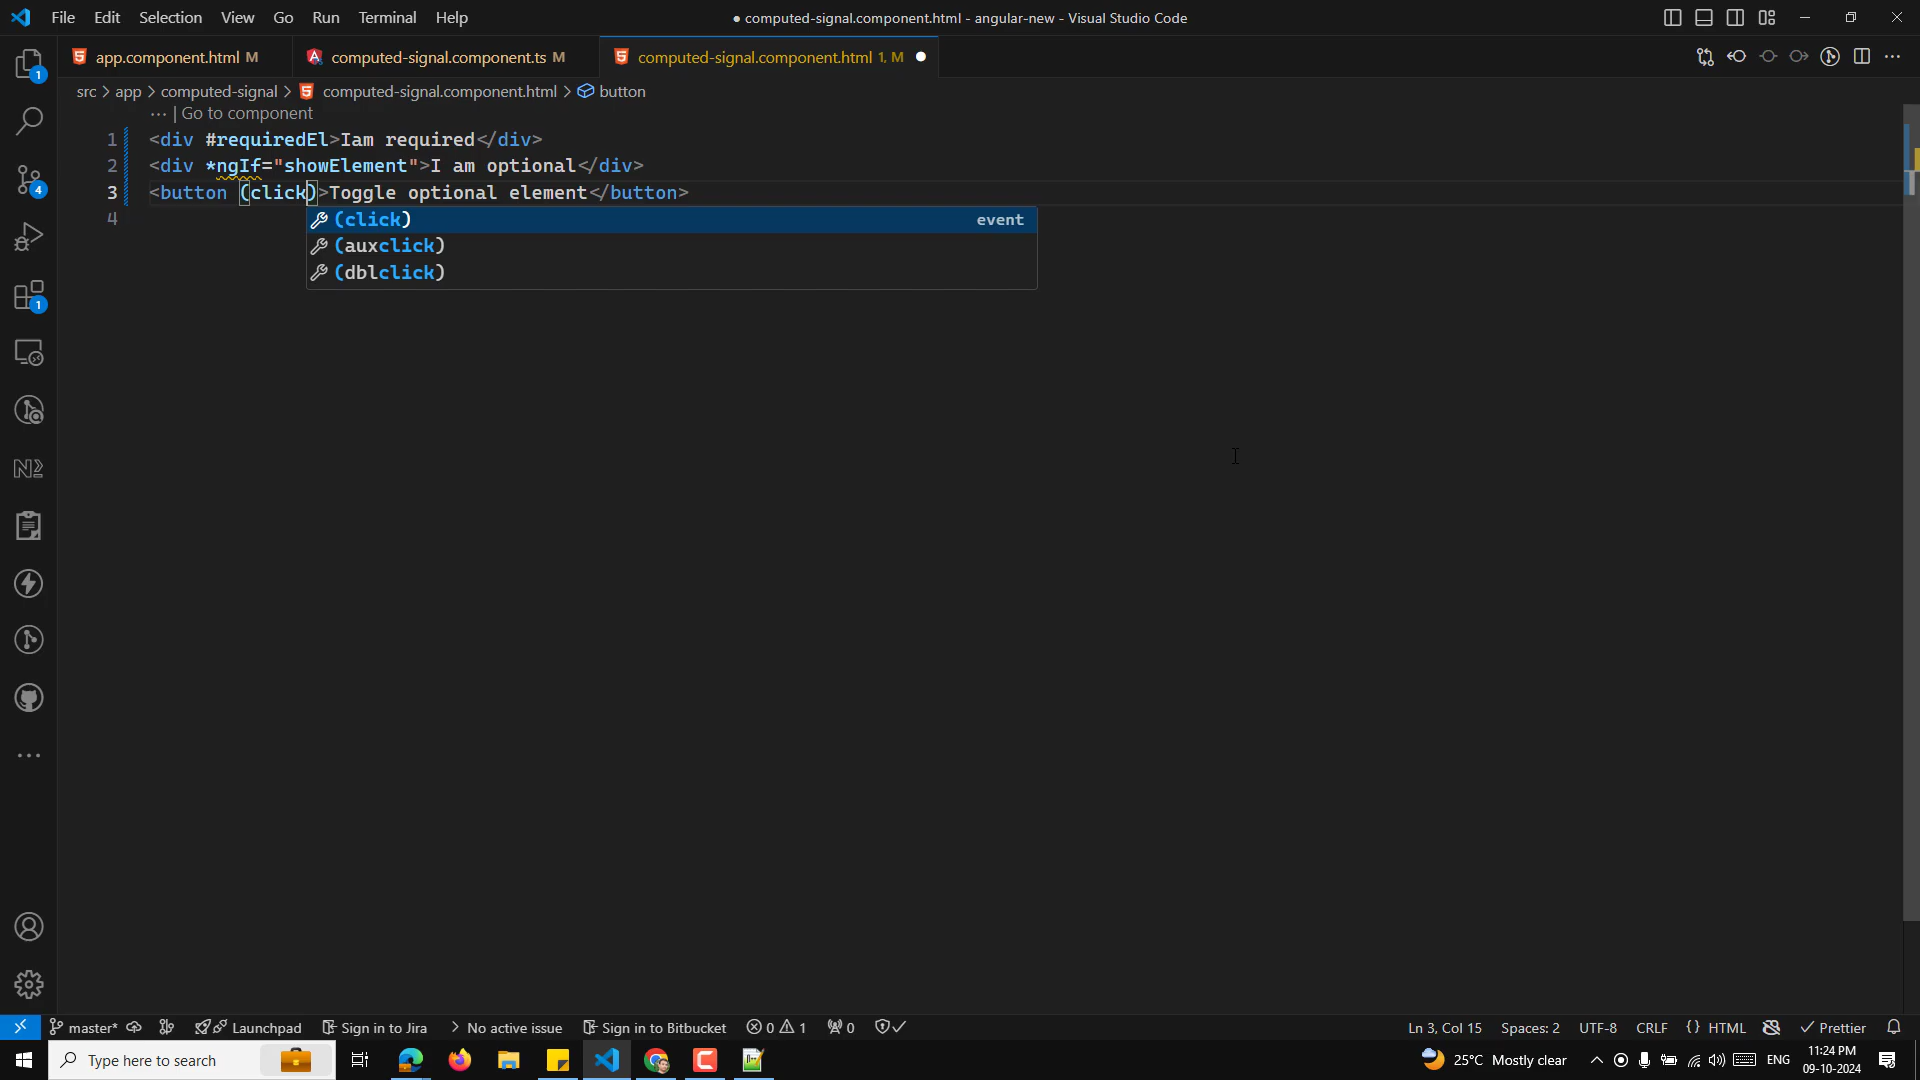 File Edit Selection View Go Run Terminal Help
● computed-signal.component.html - angular-new - Visual Studio Code
app.component.html M
computed-signal.component.ts M
computed-signal.component.html 1, M
src > app > computed-signal > computed-signal.component.html > button
... | Go to component
1 <div #requiredEl>Iam required</div>
2 <div *ngIf="showElement">I am optional</div>
3 <button (click)>Toggle optional element</button>
4
(click) event
(auxclick)
(dblclick)
1
4
1
master* Launchpad Sign in to Jira > No active issue Sign in to Bitbucket 0 1 0 Ln 3, Col 15 Spaces: 2 UTF-8 CRLF {} HTML Prettier
Type here to search
25°C Mostly clear
ENG
11:24 PM
09-10-2024